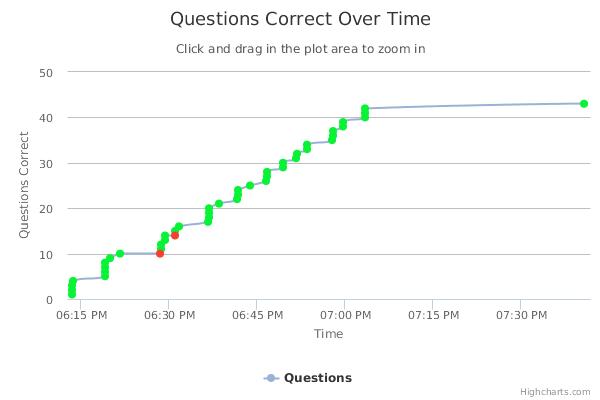 Questions Correct Over Time
Click and drag in the plot area to zoom in
Questions Correct
50
40
30
20
10
0
06:15 PM 06:30 PM 06:45 PM 07:00 PM 07:15 PM 07:30 PM
Time
Questions
Highcharts.com